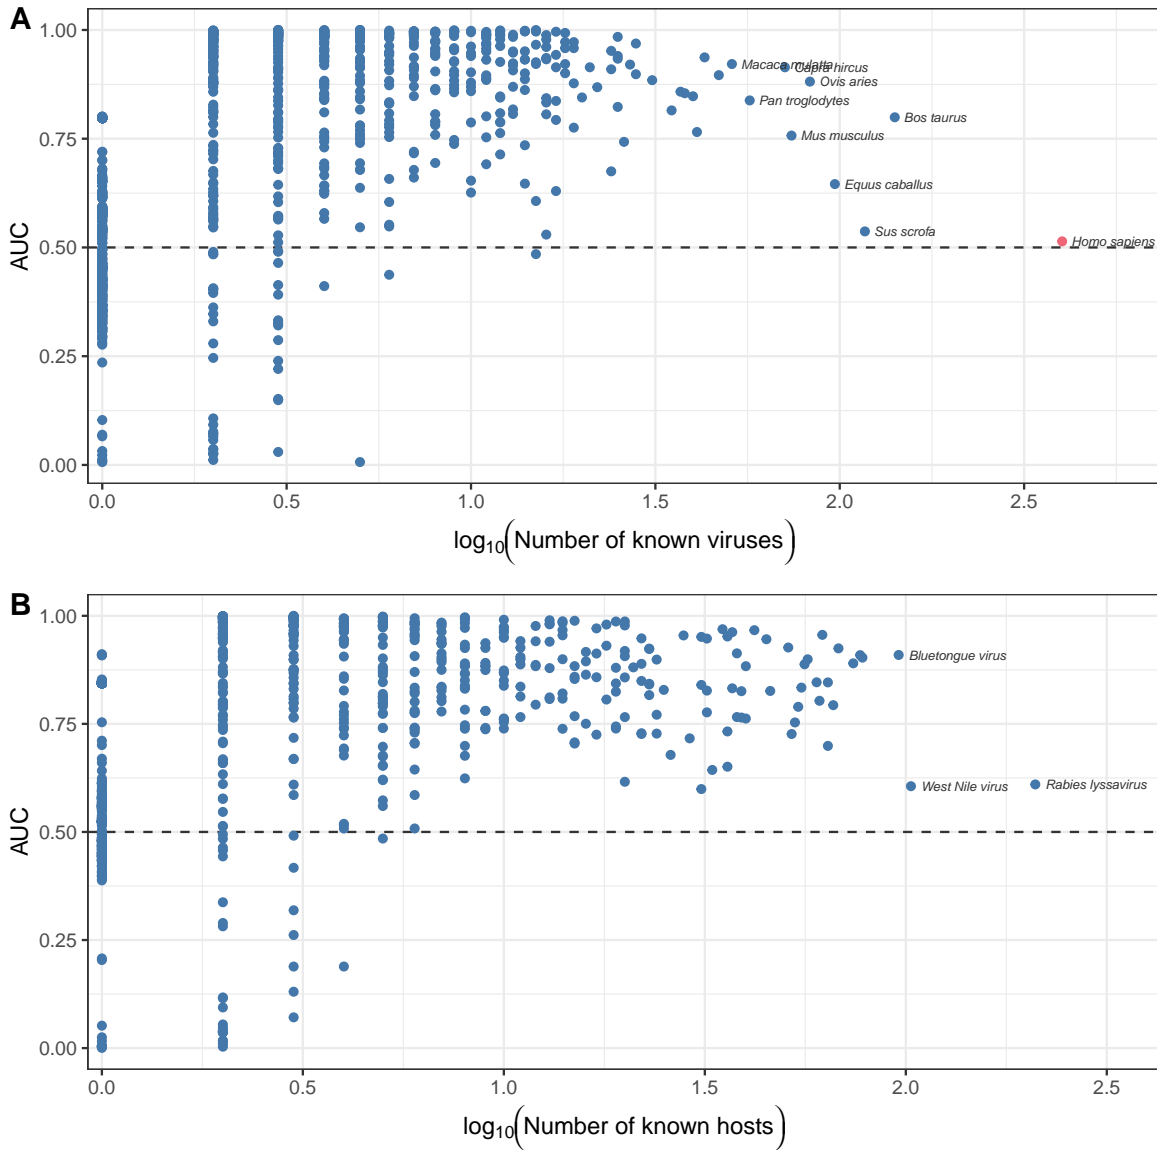 A
1.00
0.75
0.50
0.25
0.00
AUC
Macaca mulatta
Capra hircus
Ovis aries
Pan troglodytes
Bos taurus
Mus musculus
Equus caballus
Sus scrofa
Homo sapiens
0.0 0.5 1.0 1.5 2.0 2.5
log10(Number of known viruses)
B
1.00
0.75
0.50
0.25
0.00
AUC
Bluetongue virus
West Nile virus
Rabies lyssavirus
0.0 0.5 1.0 1.5 2.0 2.5
log10(Number of known hosts)